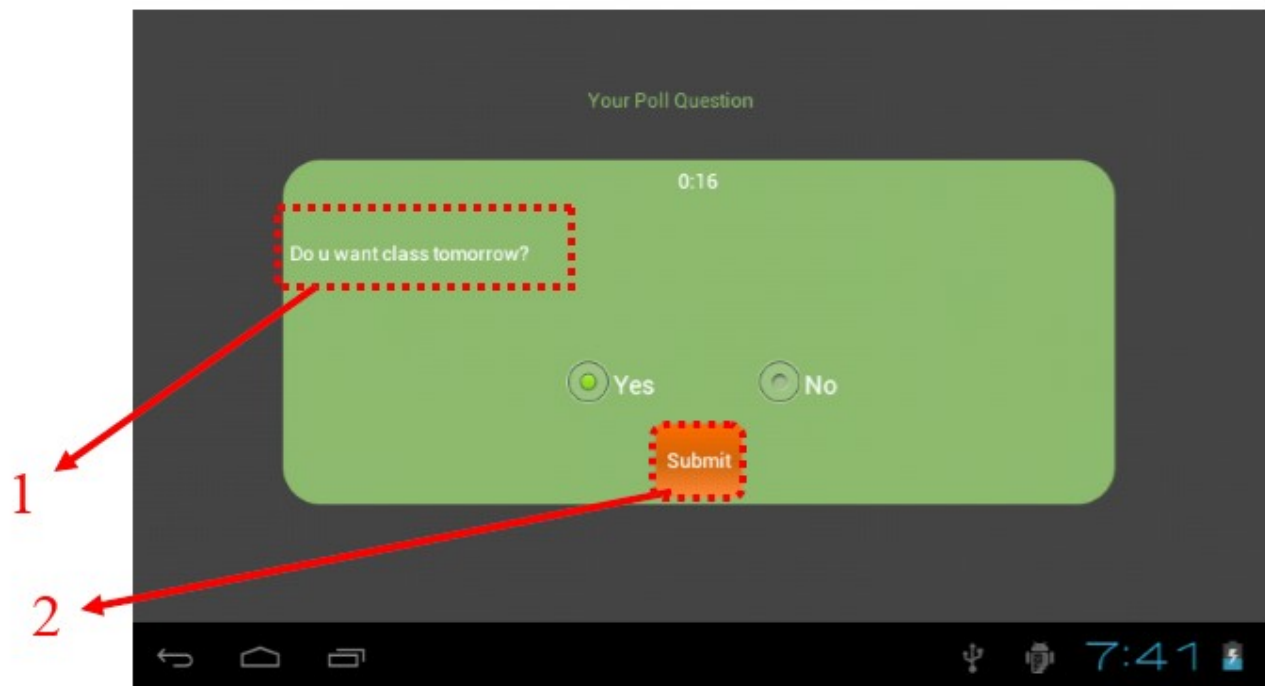 Your Poll Question
0:16
Do u want class tomorrow?
Yes No
Submit
1
2
7:41